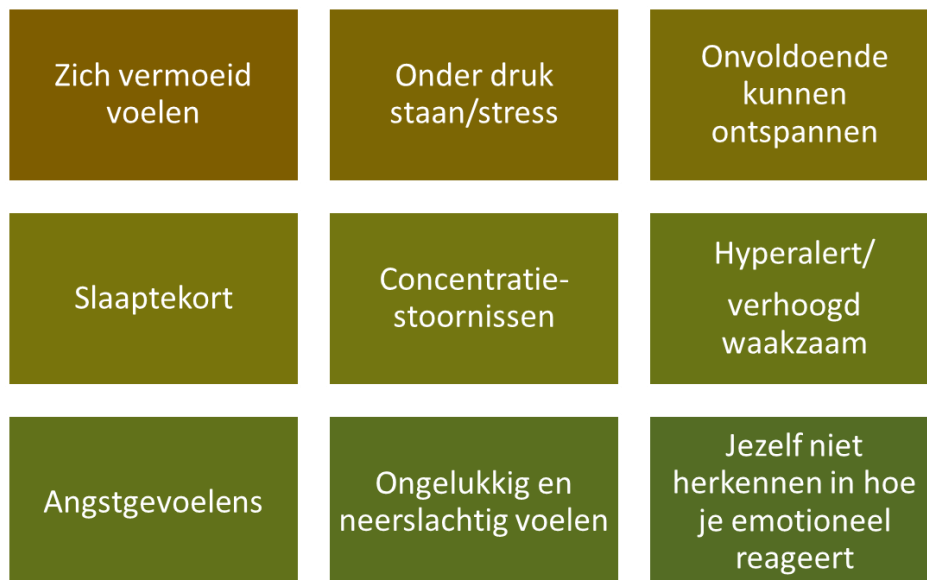 Zich vermoeid
voelen
Onder druk
staan/stress
Onvoldoende
kunnen
ontspannen
Slaaptekort
Concentratie-
stoornissen
Hyperalert/
verhoogd
waakzaam
Angstgevoelens
Ongelukkig en
neerslachtig voelen
Jezelf niet
herkennen in hoe
je emotioneel
reageert